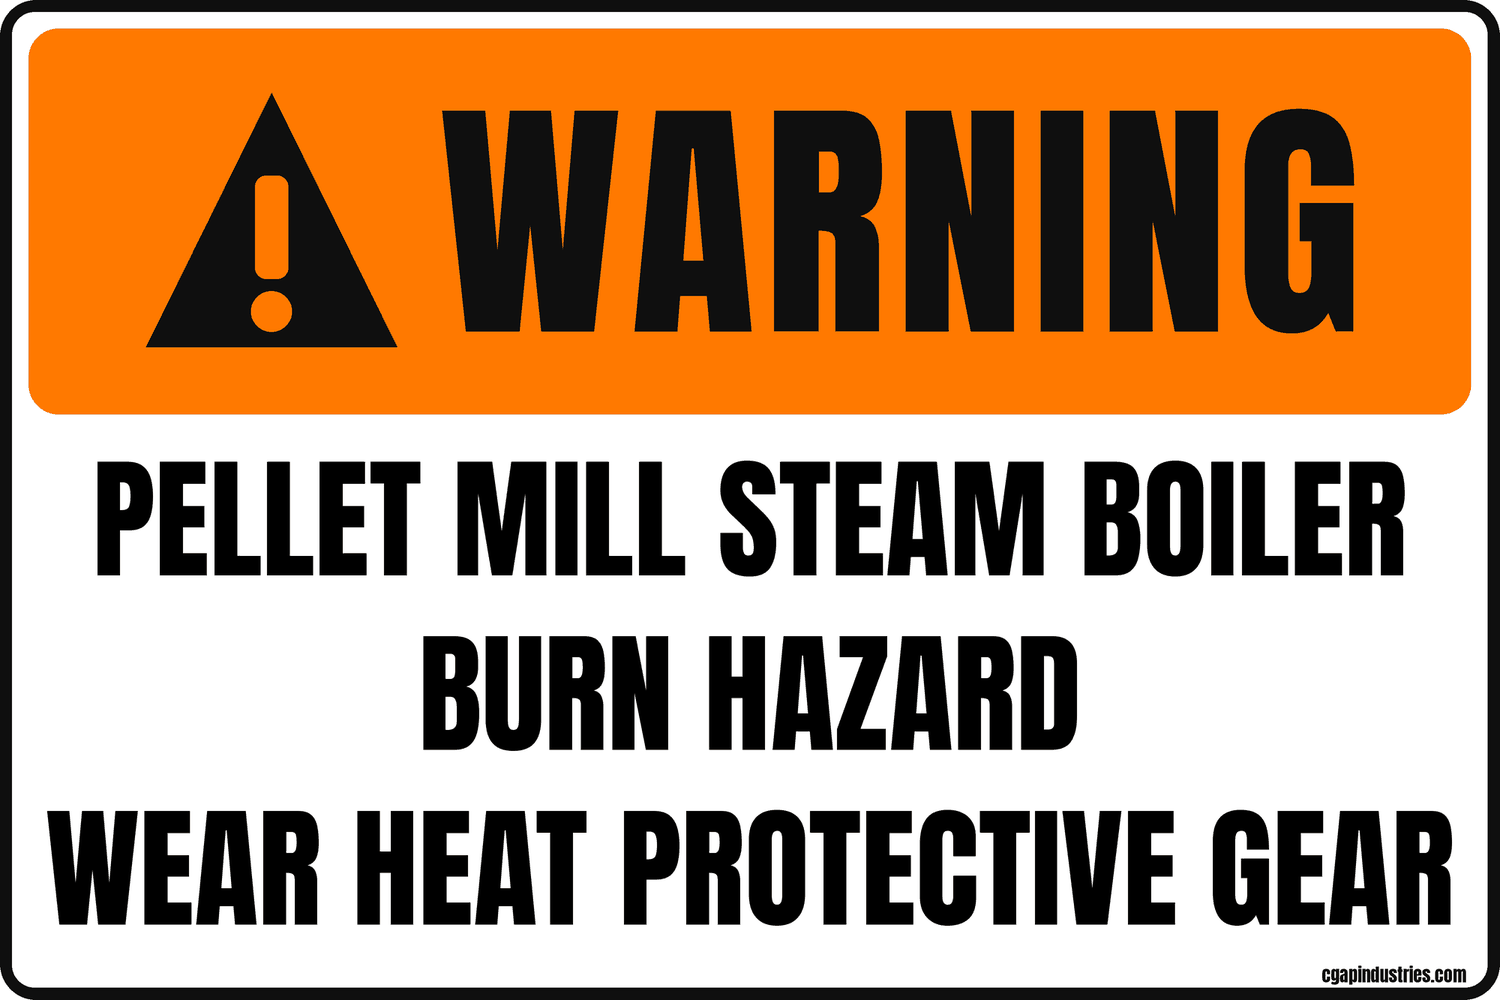 WARNING
PELLET MILL STEAM BOILER
BURN HAZARD
WEAR HEAT PROTECTIVE GEAR
cgapindustries.com